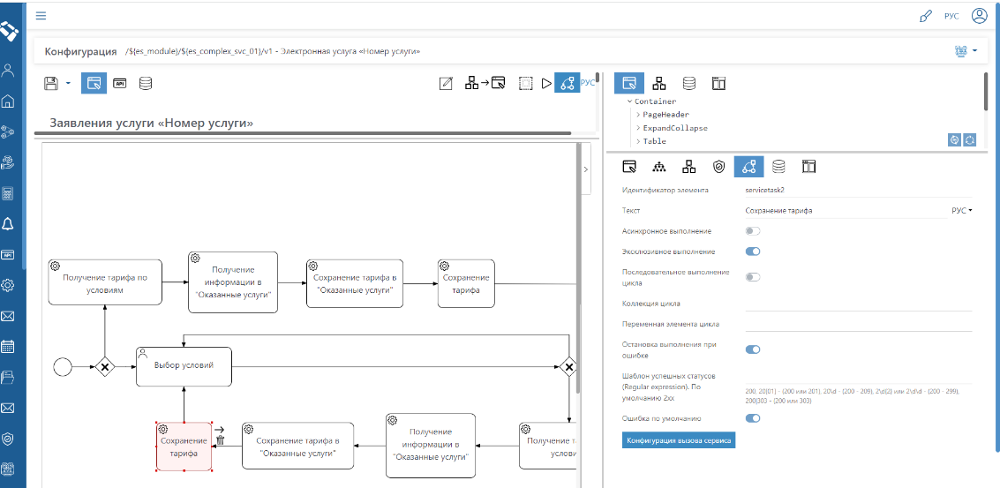 РУС
Конфигурация /${es_module}/${es_complex_svc_01}/v1 - Электронная услуга «Номер услуги»
API
РУС
Заявления услуги «Номер услуги»
Получение тарифа по
условиям
Получение
информации в
"Оказанные услуги"
Сохранение тарифа в
"Оказанные услуги"
Сохранение
тарифа
Выбор условий
Сохранение
тарифа
Сохранение тарифа в
"Оказанные услуги"
Получение
информации в
"Оказанные услуги"
Получение т
услови
Container
PageHeader
ExpandCollapse
Table
Идентификатор элемента servicetask2
Текст Сохранение тарифа РУС
Асинхронное выполнение
Эксклюзивное выполнение
Последовательное выполнение
цикла
Коллекция цикла
Переменная элемента цикла
Остановка выполнения при
ошибке
Шаблон успешных статусов
(Regular expression). По
умолчанию 2xx
200, 20[01] - (200 или 201), 20\d - (200 - 209), 2\d{2} или 2\d\d - (200 - 299),
200|303 - (200 или 303)
Ошибка по умолчанию
Конфигурация вызова сервиса
API